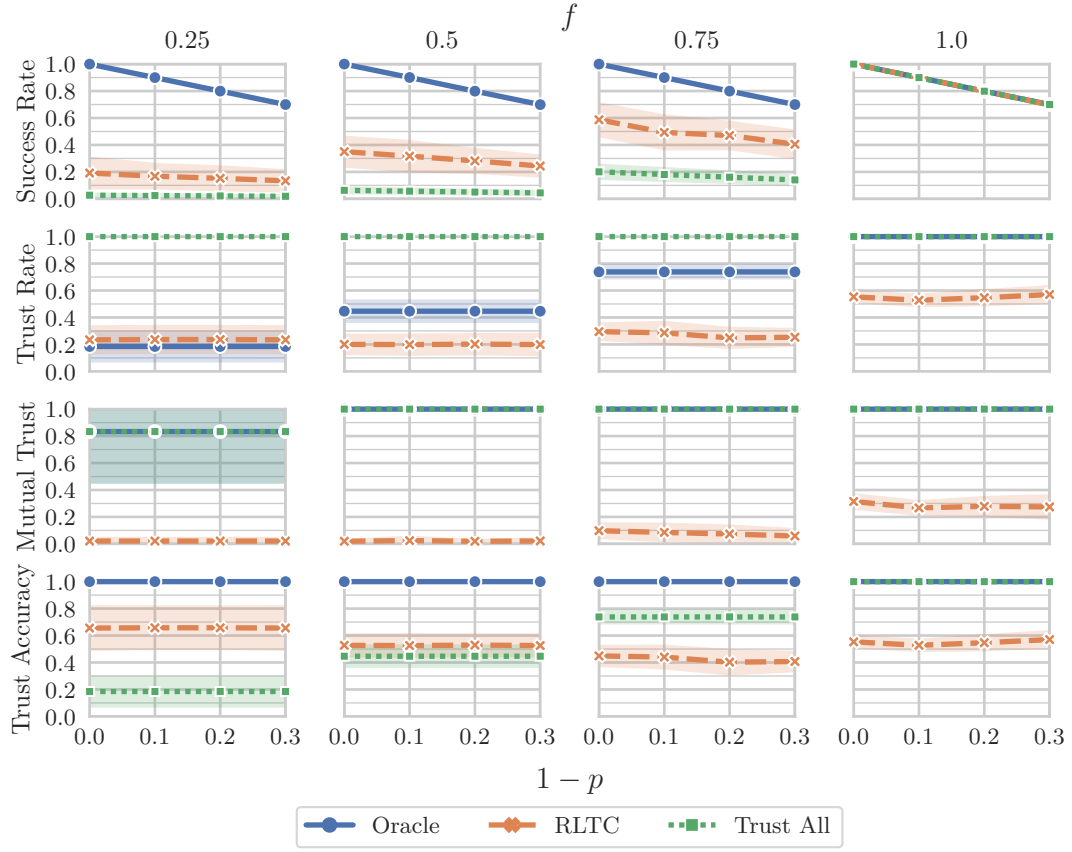 f
0.25 0.5 0.75 1.0
Success Rate
1.0
0.8
0.6
0.4
0.2
0.0
Trust Rate
1.0
0.8
0.6
0.4
0.2
0.0
Mutual Trust
1.0
0.8
0.6
0.4
0.2
0.0
Trust Accuracy
1.0
0.8
0.6
0.4
0.2
0.0
0.0 0.1 0.2 0.3 0.0 0.1 0.2 0.3 0.0 0.1 0.2 0.3 0.0 0.1 0.2 0.3
1 − p
Oracle RLTC Trust All